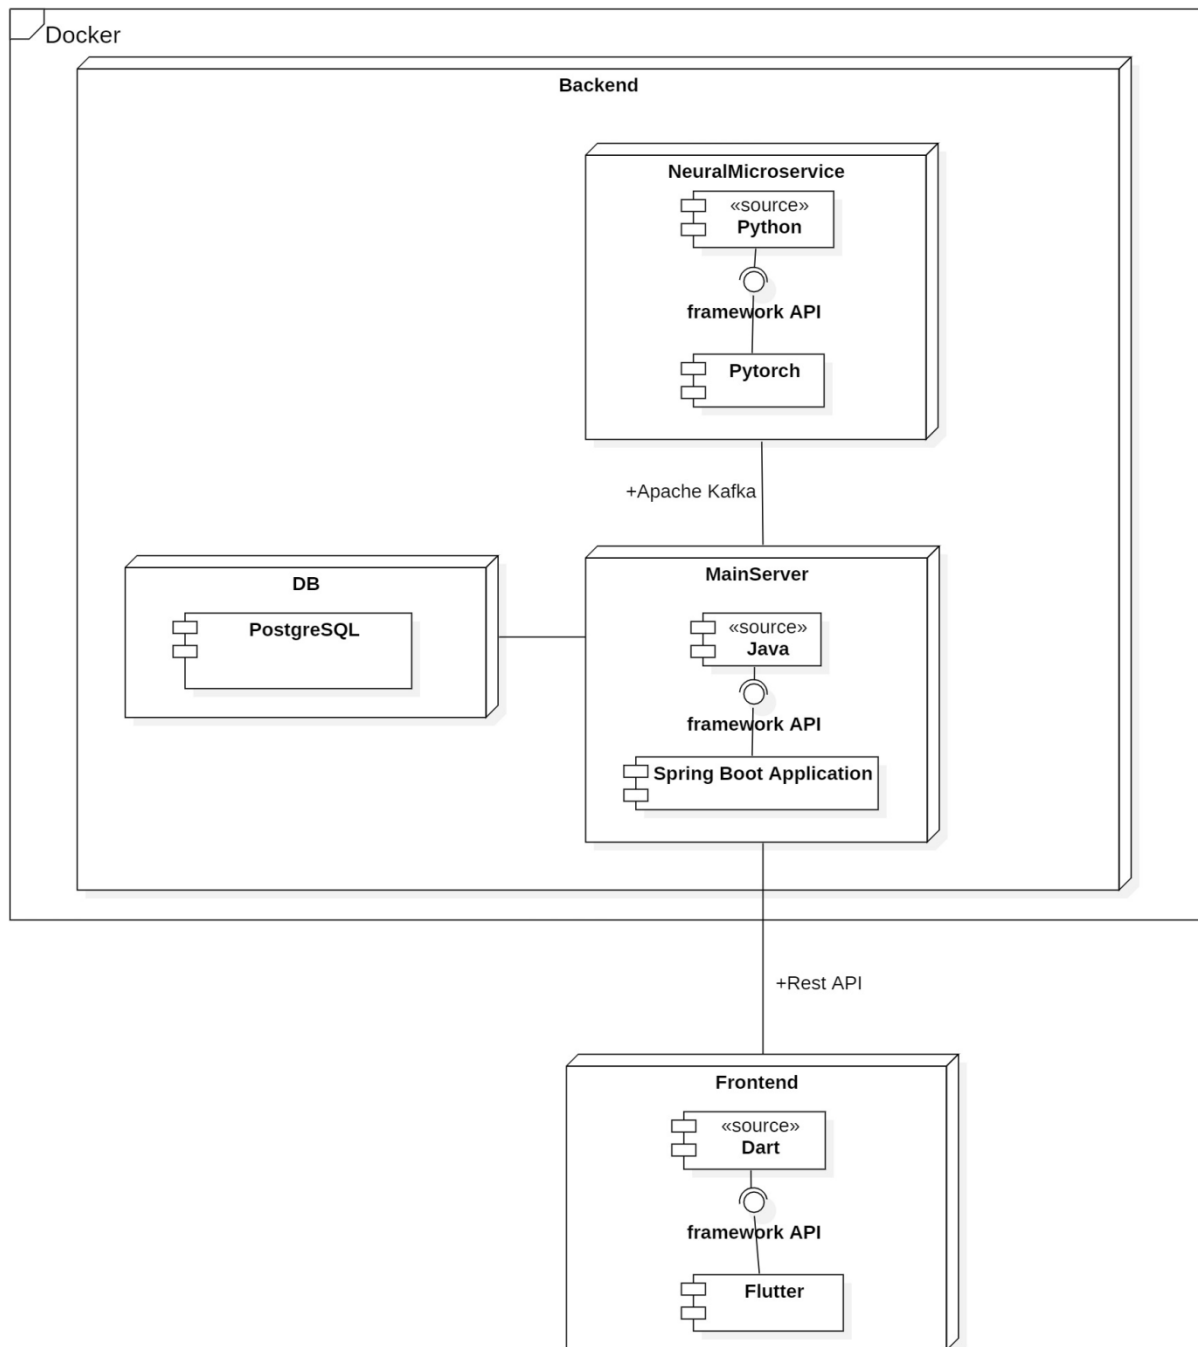 Docker
Backend
NeuralMicroservice
«source»
Python
framework API
Pytorch
+Apache Kafka
DB
PostgreSQL
MainServer
«source»
Java
framework API
Spring Boot Application
+Rest API
Frontend
«source»
Dart
framework API
Flutter